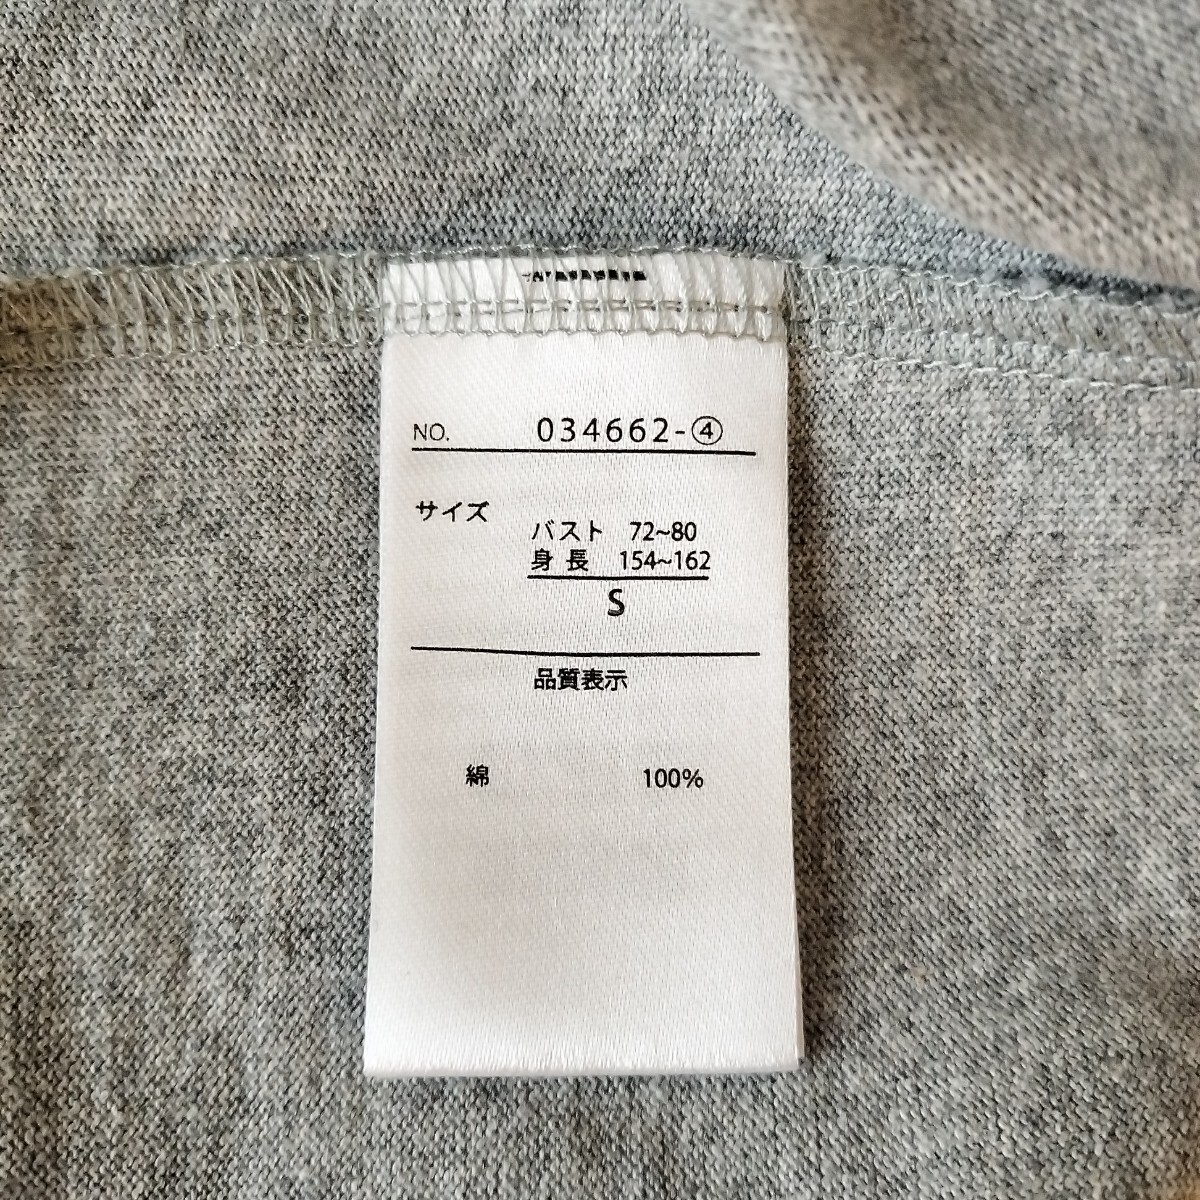 NO. 034662-④
サイズ
バスト 72~80
身長 154~162
S
品質表示
綿 100%